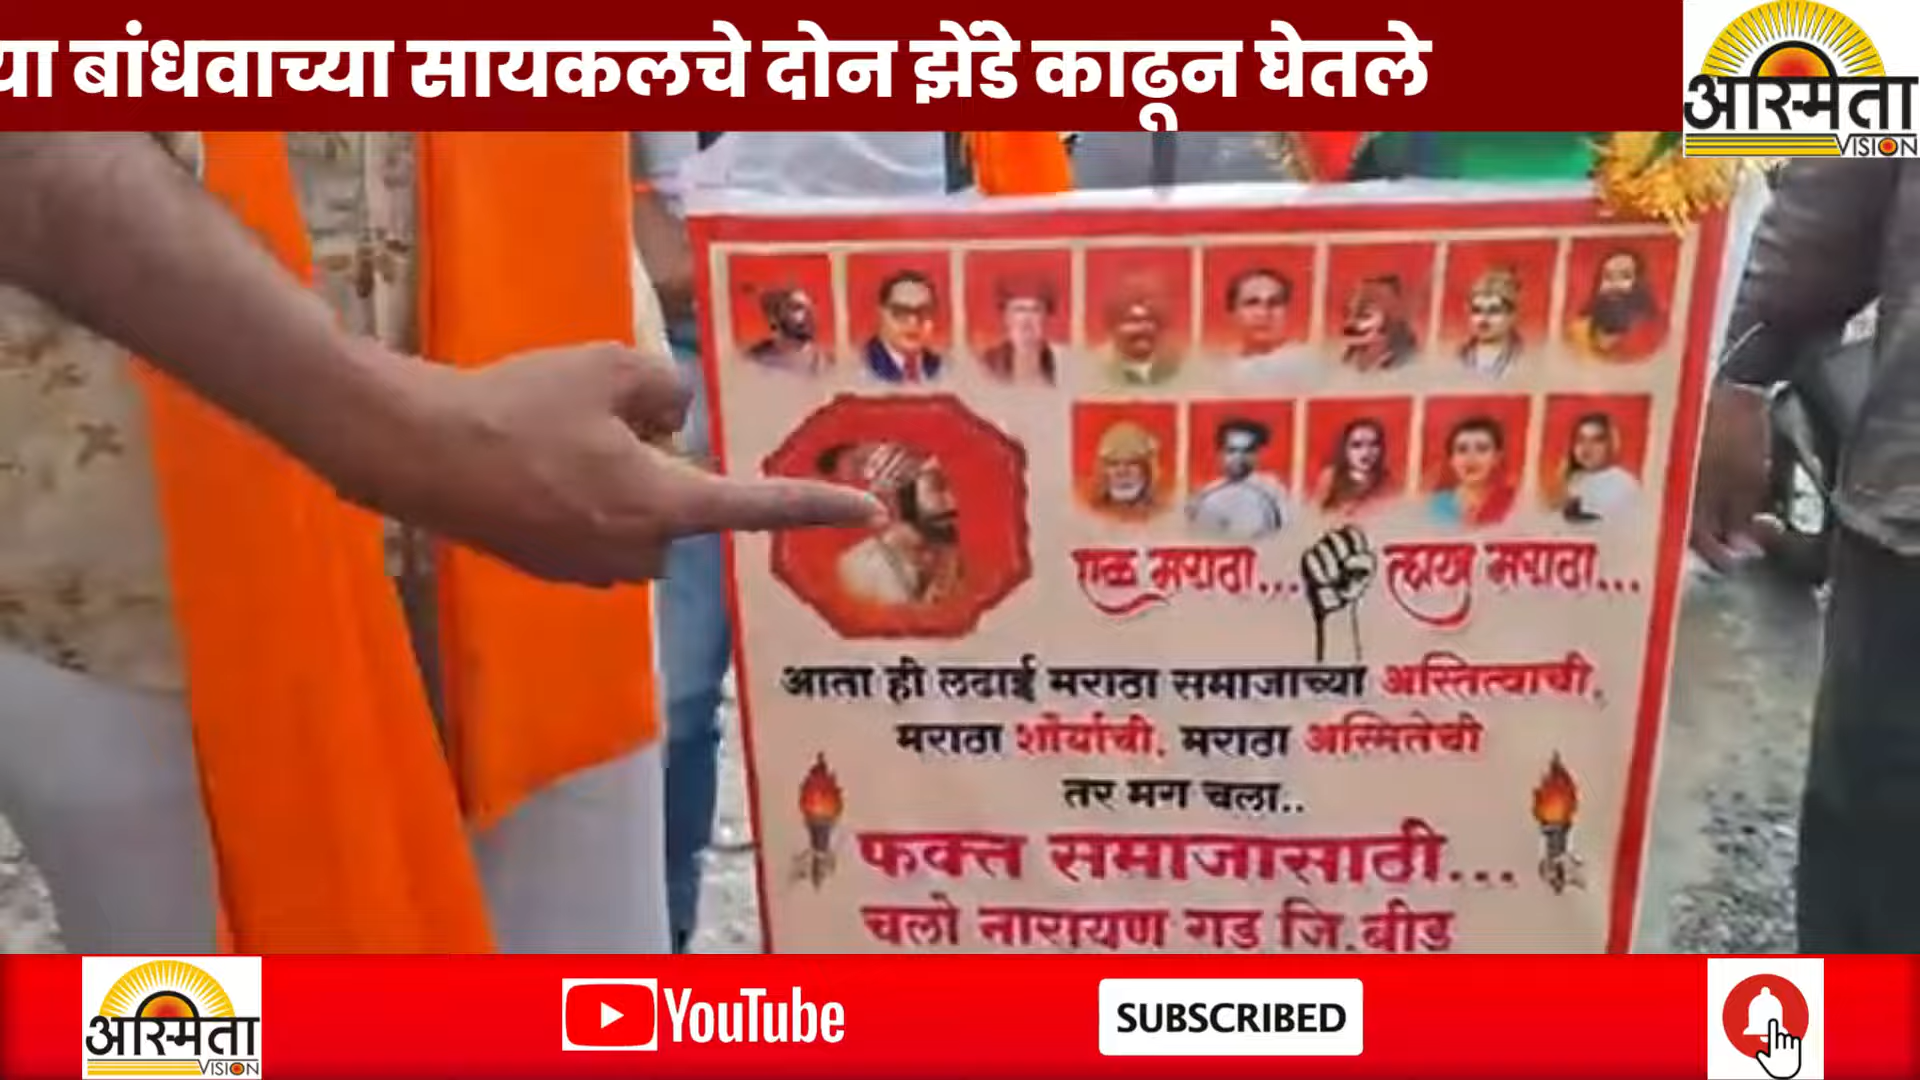 या बांधवाच्या सायकलचे दोन झेंडे काढून घेतले
अस्मिता
VISION
एक मराठा... लाख मराठा...
आता ही लढाई मराठा समाजाच्या अस्तित्वाची,
मराठा शौर्याची, मराठा अस्मितेची
तर मग चला..
फक्त समाजासाठी...
चलो नारायण गड जि.बीड
अस्मिता
VISION
YouTube
SUBSCRIBED